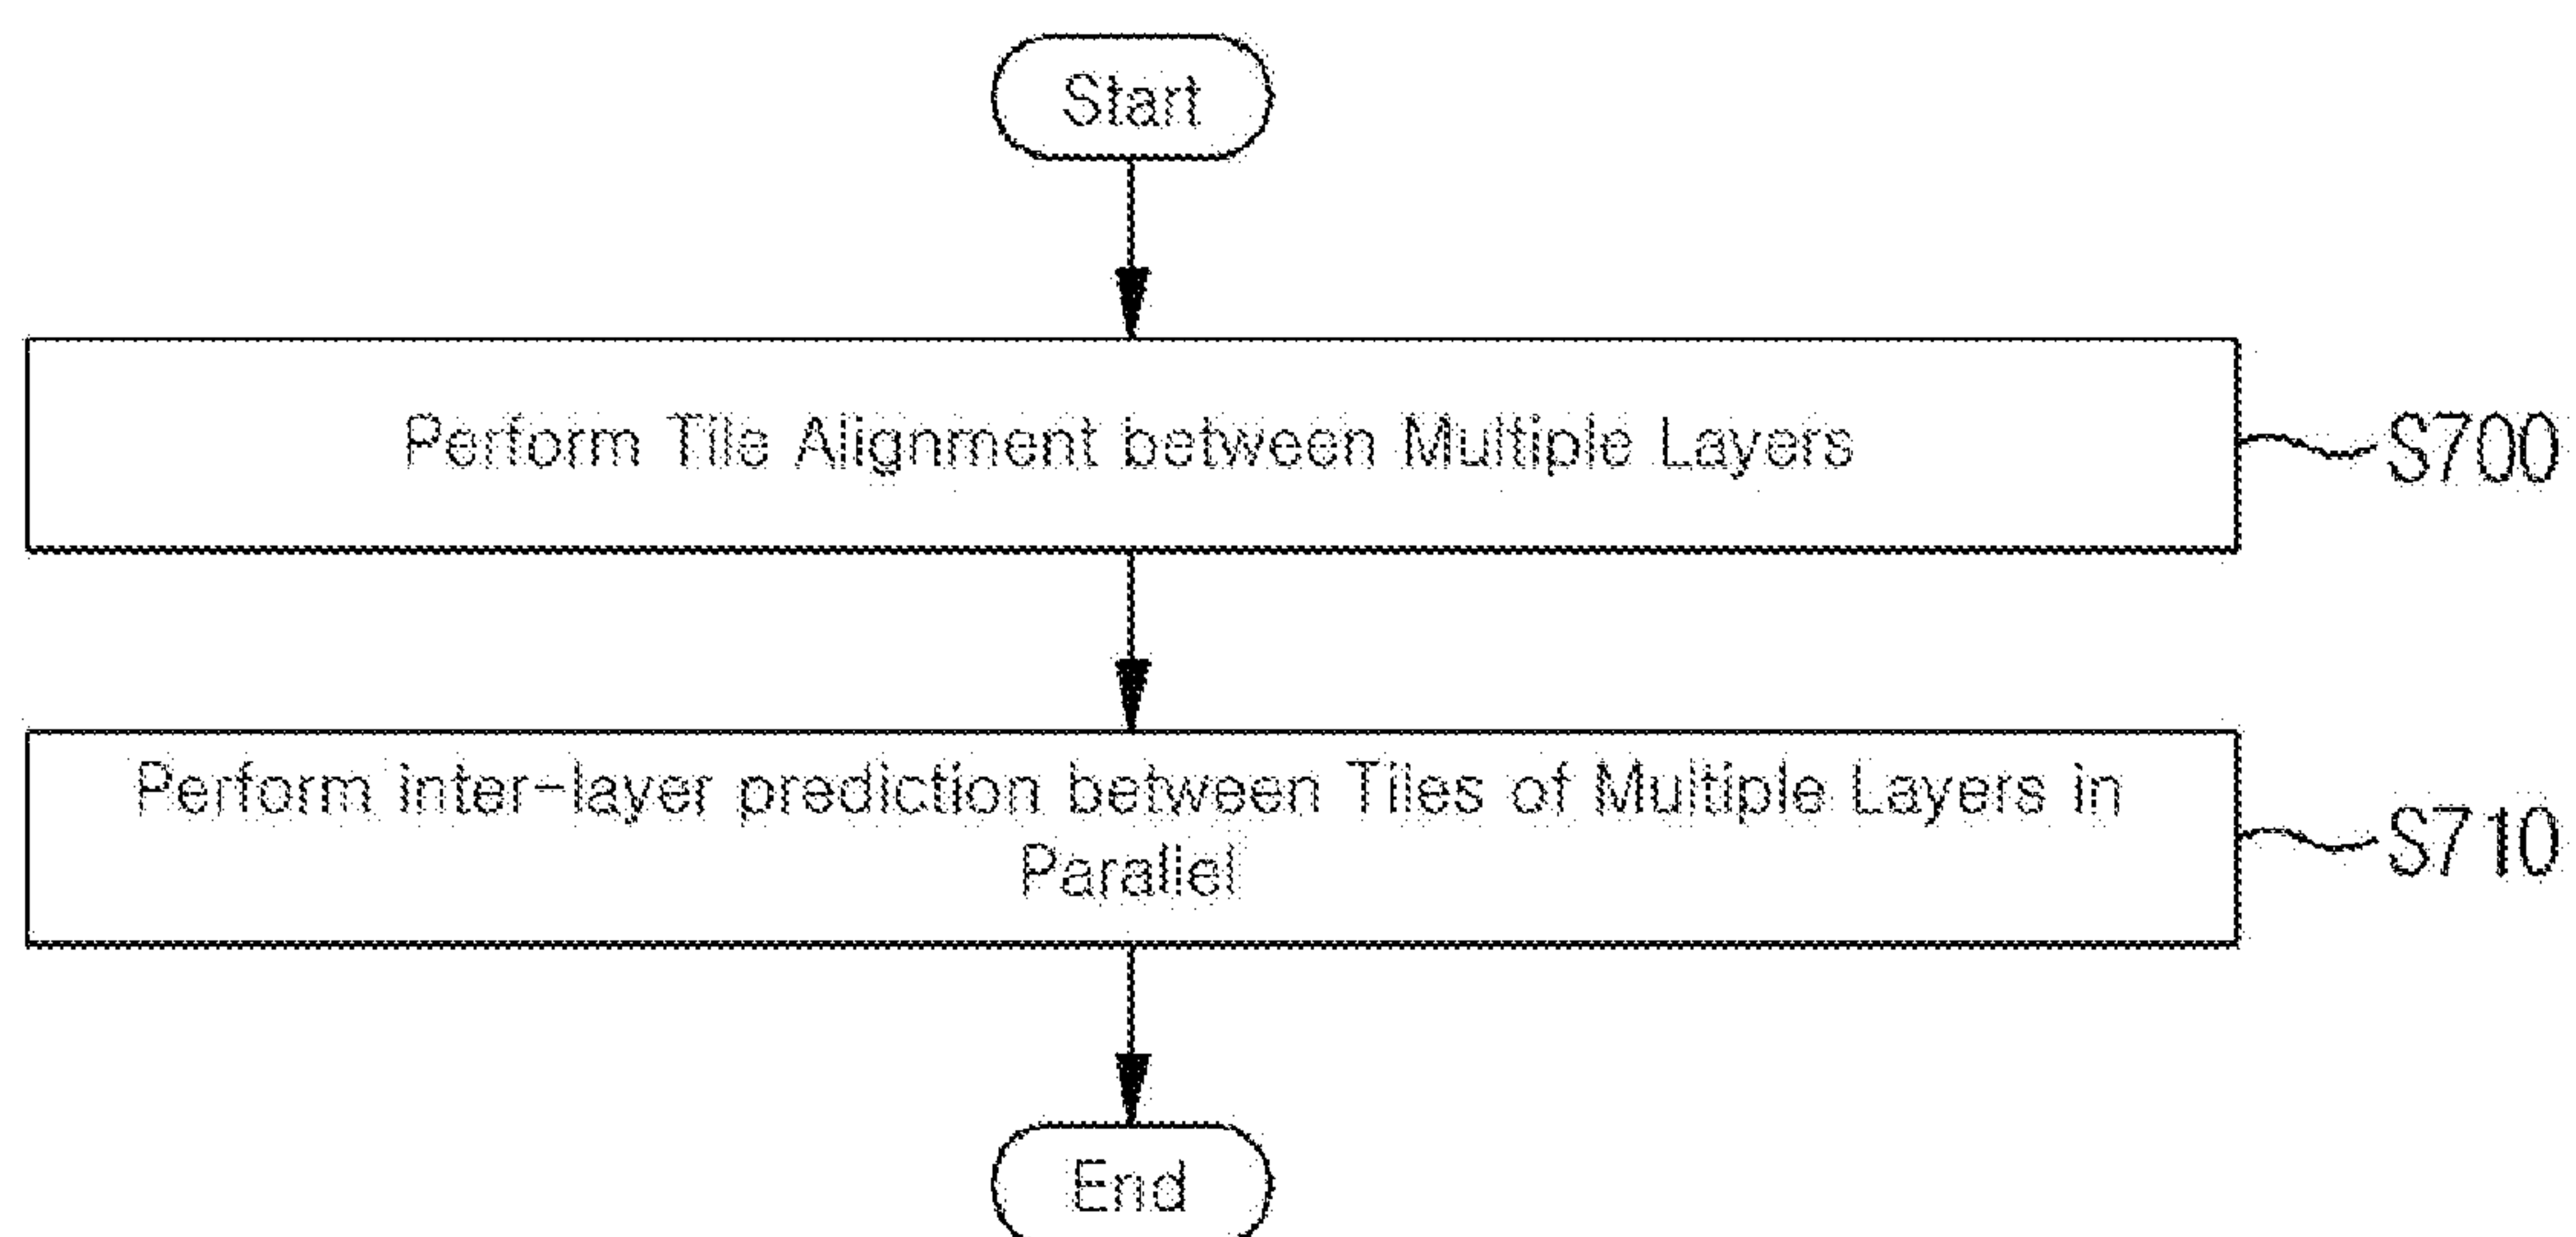 Start
Perform Tile Alignment between Multiple Layers
S700
Perform inter-layer prediction between Tiles of Multiple Layers in
Parallel
S710
End